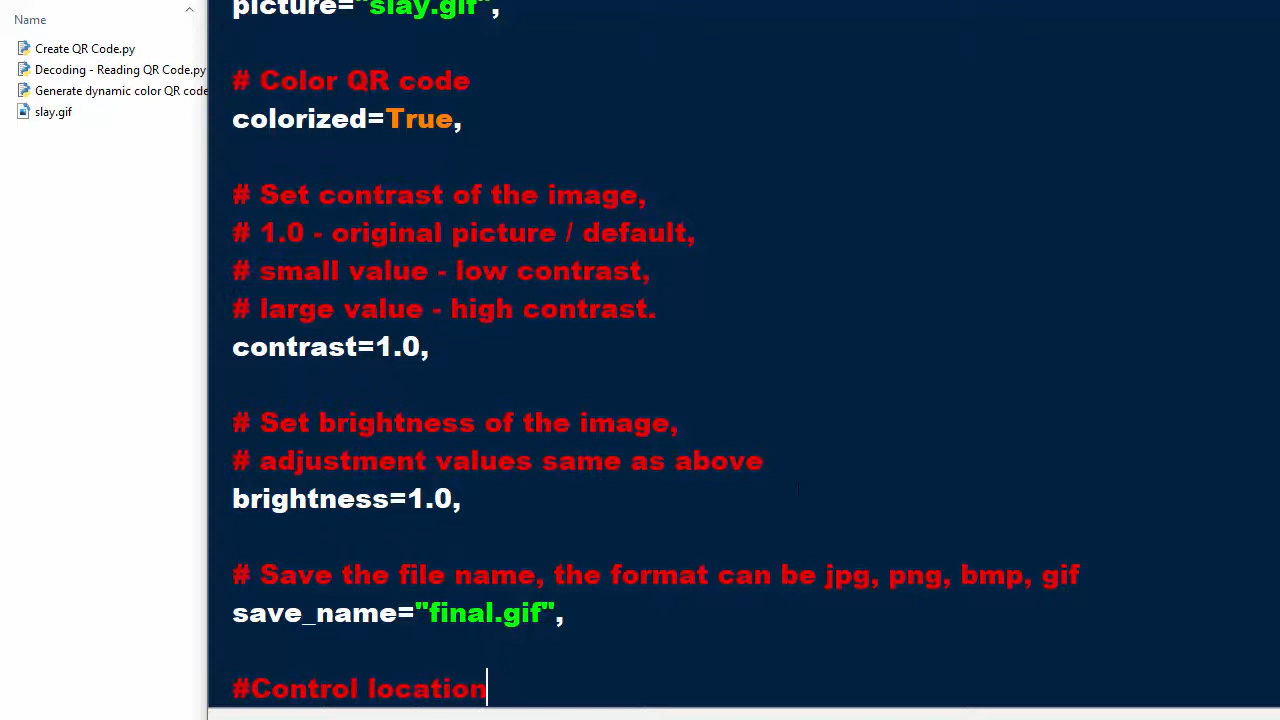 Name
Create QR Code.py
Decoding - Reading QR Code.py
Generate dynamic color QR code
slay.gif
picture="slay.gif",
# Color QR code
colorized=True,
# Set contrast of the image,
# 1.0 - original picture / default,
# small value - low contrast,
# large value - high contrast.
contrast=1.0,
# Set brightness of the image,
# adjustment values same as above
brightness=1.0,
# Save the file name, the format can be jpg, png, bmp, gif
save_name="final.gif",
#Control location